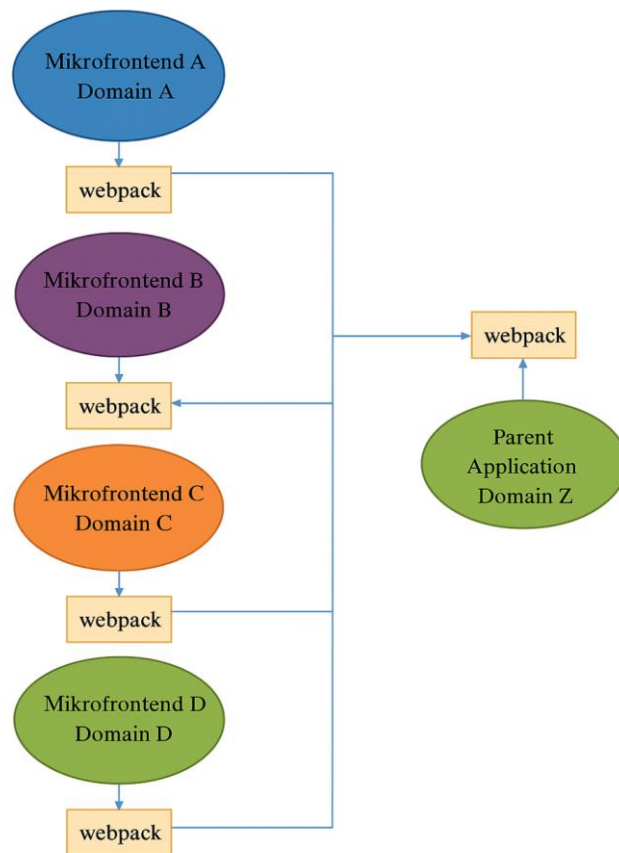 Mikrofrontend A
Domain A
webpack
Mikrofrontend B
Domain B
webpack
webpack
Parent
Application
Domain Z
Mikrofrontend C
Domain C
webpack
Mikrofrontend D
Domain D
webpack